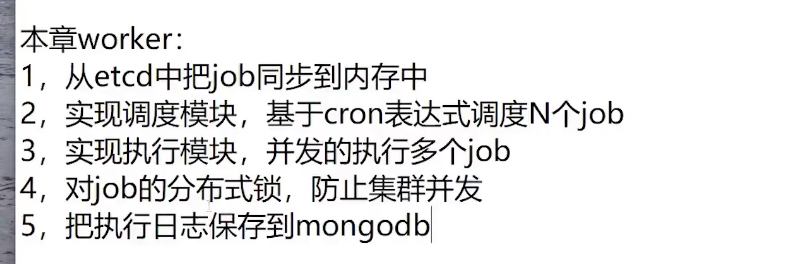 本章worker：
1，从etcd中把job同步到内存中
2，实现调度模块，基于cron表达式调度N个job
3，实现执行模块，并发的执行多个job
4，对job的分布式锁，防止集群并发
5，把执行日志保存到mongodb